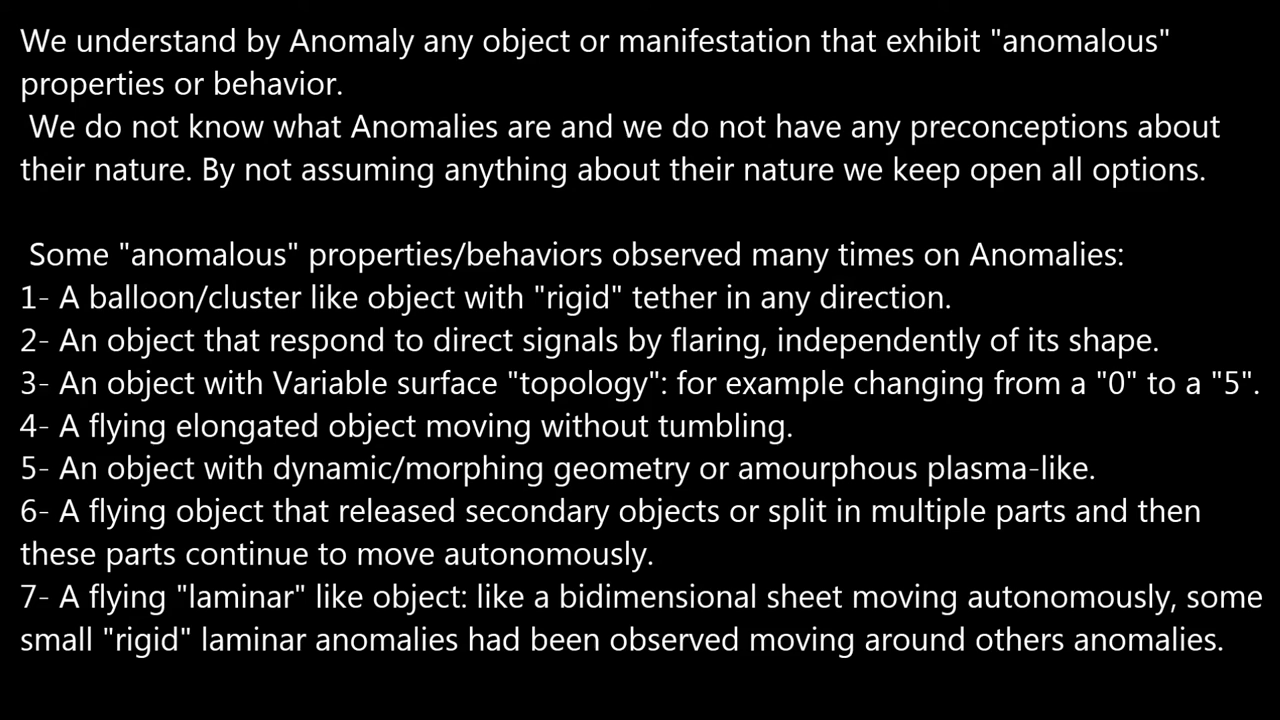 We understand by Anomaly any object or manifestation that exhibit "anomalous"
properties or behavior.
We do not know what Anomalies are and we do not have any preconceptions about
their nature. By not assuming anything about their nature we keep open all options.
Some "anomalous" properties/behaviors observed many times on Anomalies:
1- A balloon/cluster like object with "rigid" tether in any direction.
2- An object that respond to direct signals by flaring, independently of its shape.
3- An object with Variable surface "topology": for example changing from a "0" to a "5".
4- A flying elongated object moving without tumbling.
5- An object with dynamic/morphing geometry or amourphous plasma-like.
6- A flying object that released secondary objects or split in multiple parts and then
these parts continue to move autonomously.
7- A flying "laminar" like object: like a bidimensional sheet moving autonomously, some
small "rigid" laminar anomalies had been observed moving around others anomalies.